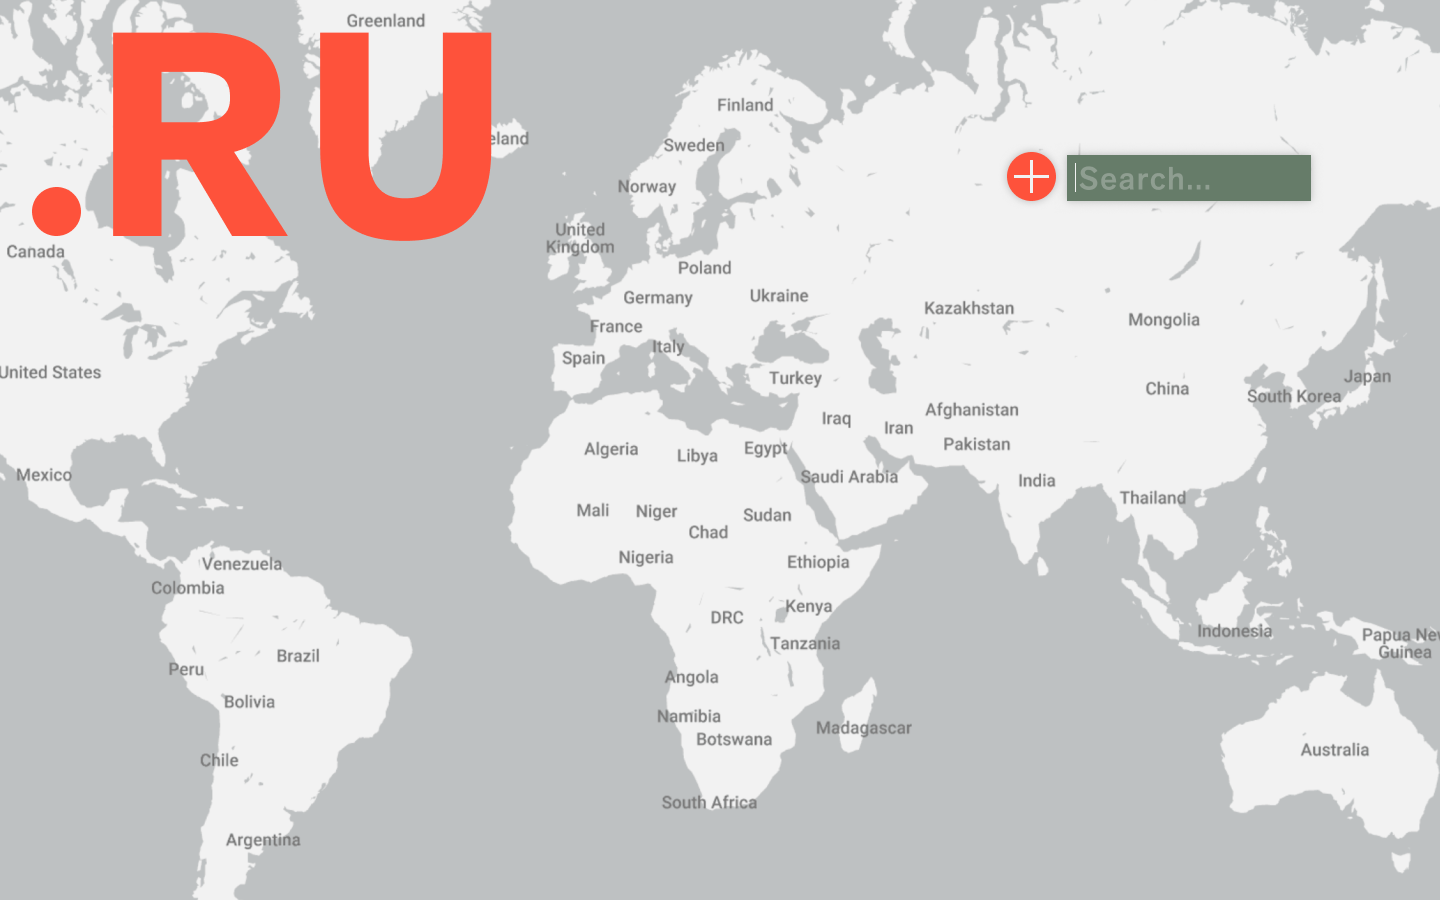 Greenland
.RU
eland
Finland
Sweden
Search...
Norway
United
Kingdom
Canada
Poland
Germany
Ukraine
Kazakhstan
Mongolia
France
Italy
Spain
United States
Turkey
China
Japan
South Korea
Afghanistan
Iraq
Iran
Pakistan
Algeria
Libya
Egypt
Mexico
Saudi Arabia
India
Thailand
Mali
Niger
Sudan
Chad
Nigeria
Ethiopia
Venezuela
Colombia
Kenya
DRC
Tanzania
Indonesia
Papua New
Guinea
Brazil
Peru
Angola
Bolivia
Namibia
Madagascar
Botswana
Australia
Chile
South Africa
Argentina